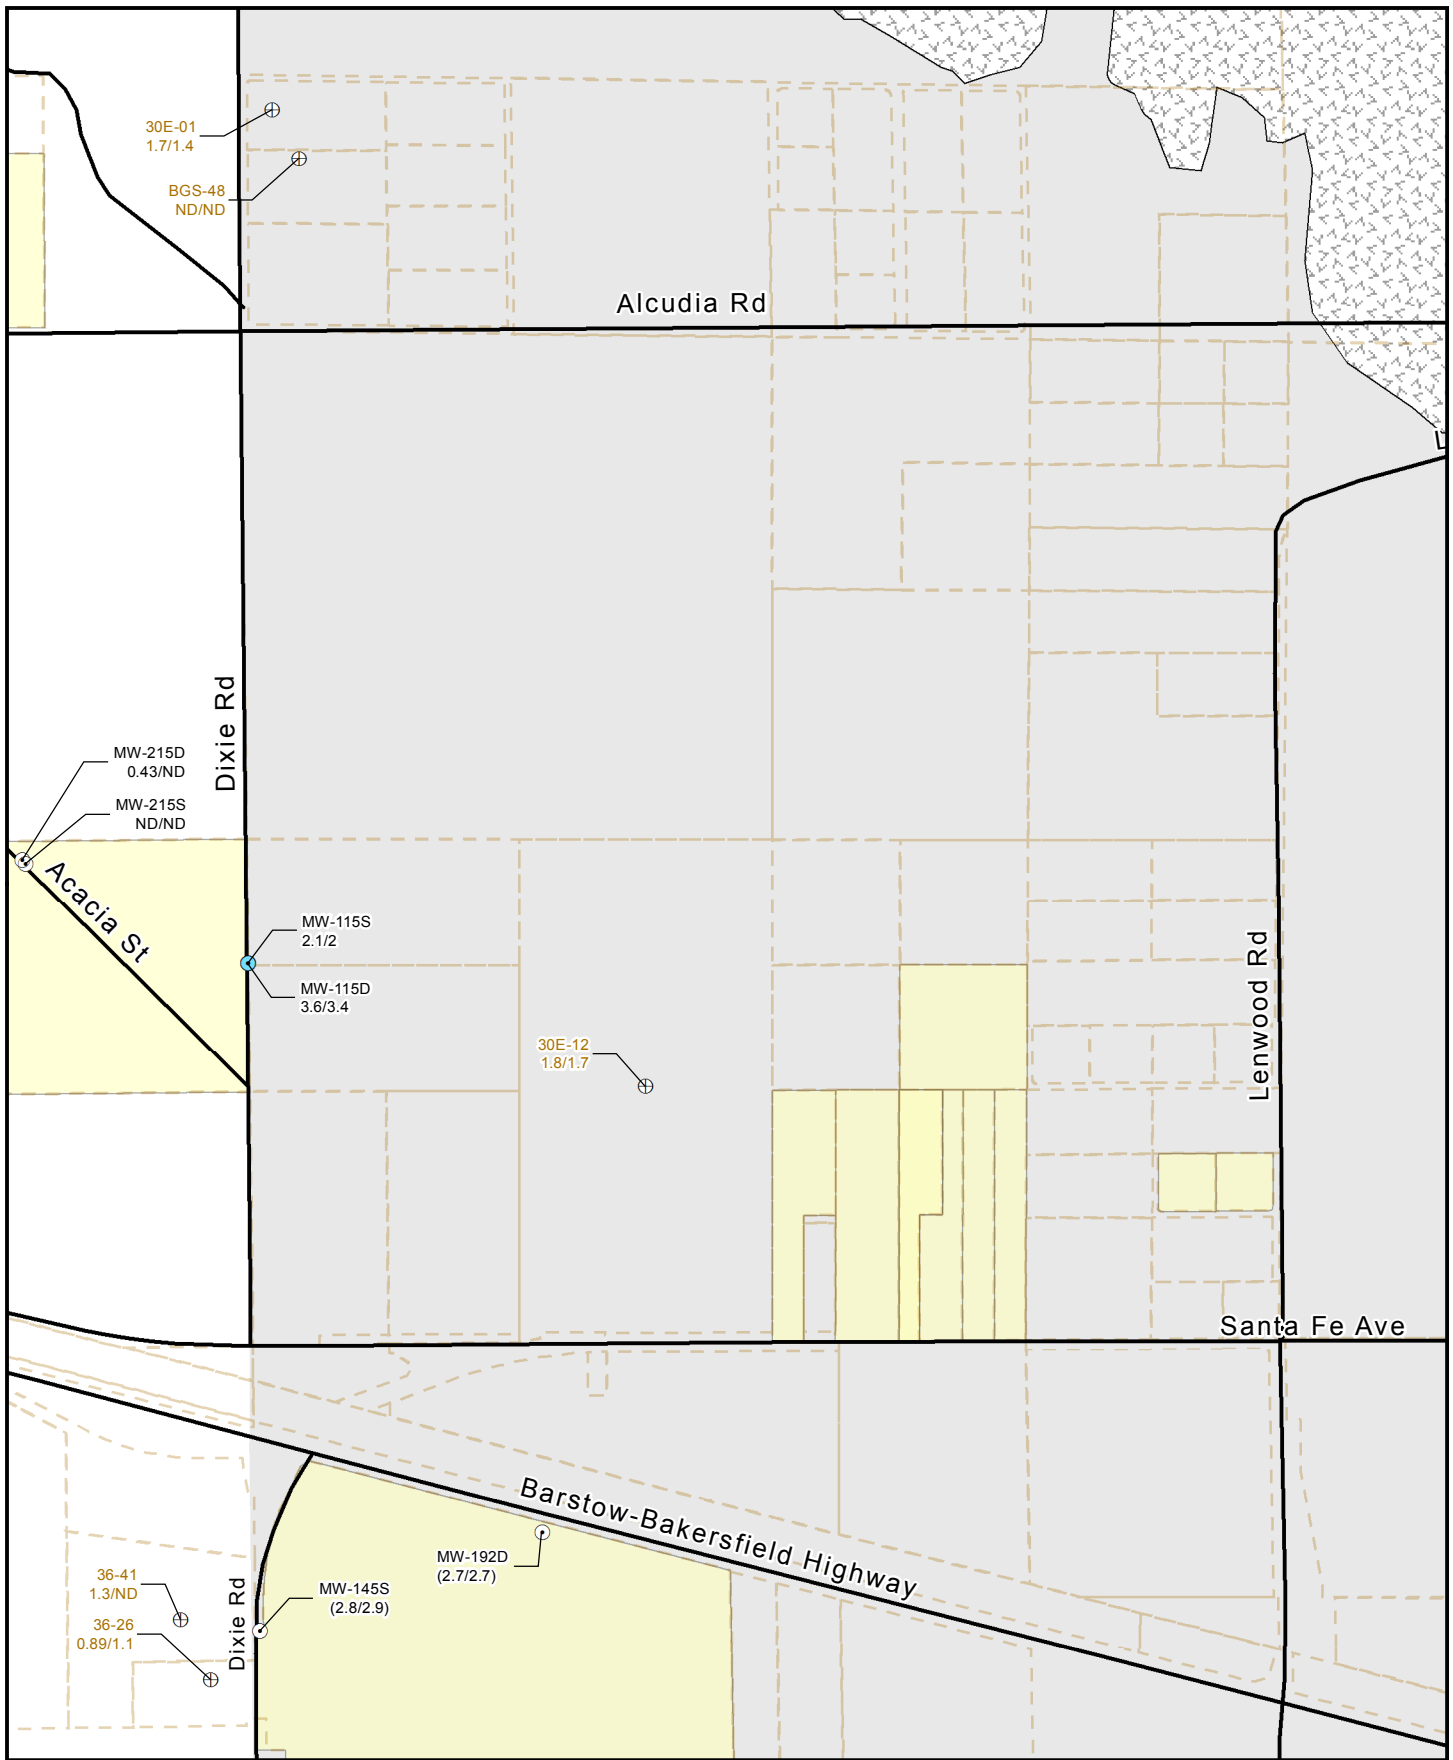 30E-01
1.7/1.4
BGS-48
ND/ND
Alcudia Rd
Dixie Rd
MW-215D
0.43/ND
MW-215S
ND/ND
Acacia St
MW-115S
2.1/2
MW-115D
3.6/3.4
30E-12
1.8/1.7
Lenwood Rd
Santa Fe Ave
Barstow-Bakersfield Highway
MW-192D
(2.7/2.7)
MW-145S
(2.8/2.9)
36-41
1.3/ND
36-26
0.89/1.1
Dixie Rd